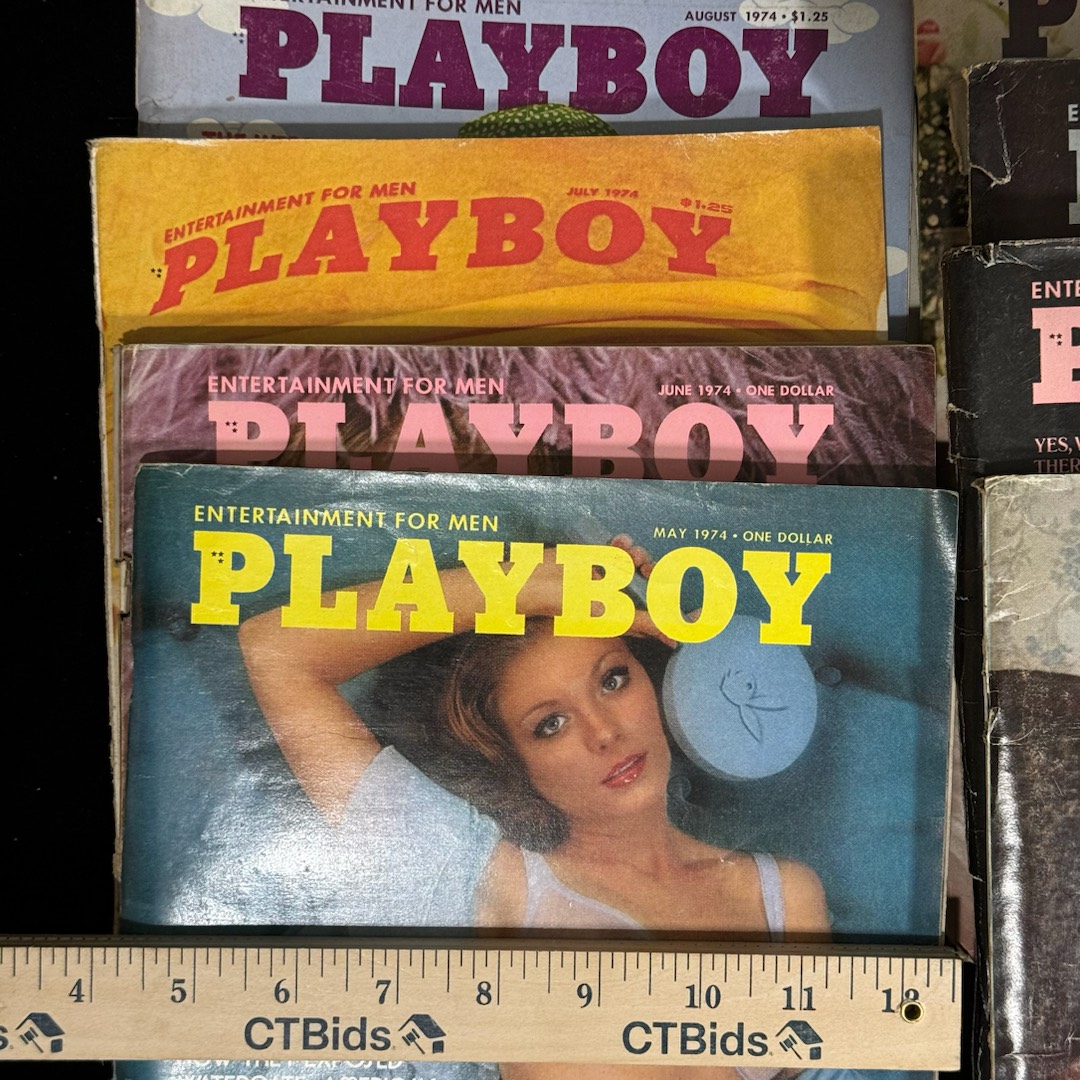 ENTERTAINMENT FOR MEN
AUGUST 1974 • $1.25
PLAYBOY
ENTERTAINMENT FOR MEN
JULY 1974
$1.25
PLAYBOY
ENTERTAINMENT FOR MEN
JUNE 1974 • ONE DOLLAR
PLAYBOY
ENTERTAINMENT FOR MEN
MAY 1974 • ONE DOLLAR
PLAYBOY
P
E
ENTE
P
YES,
THER
4 5 6 7 8 9 10 11 12
s CTBids CTBids